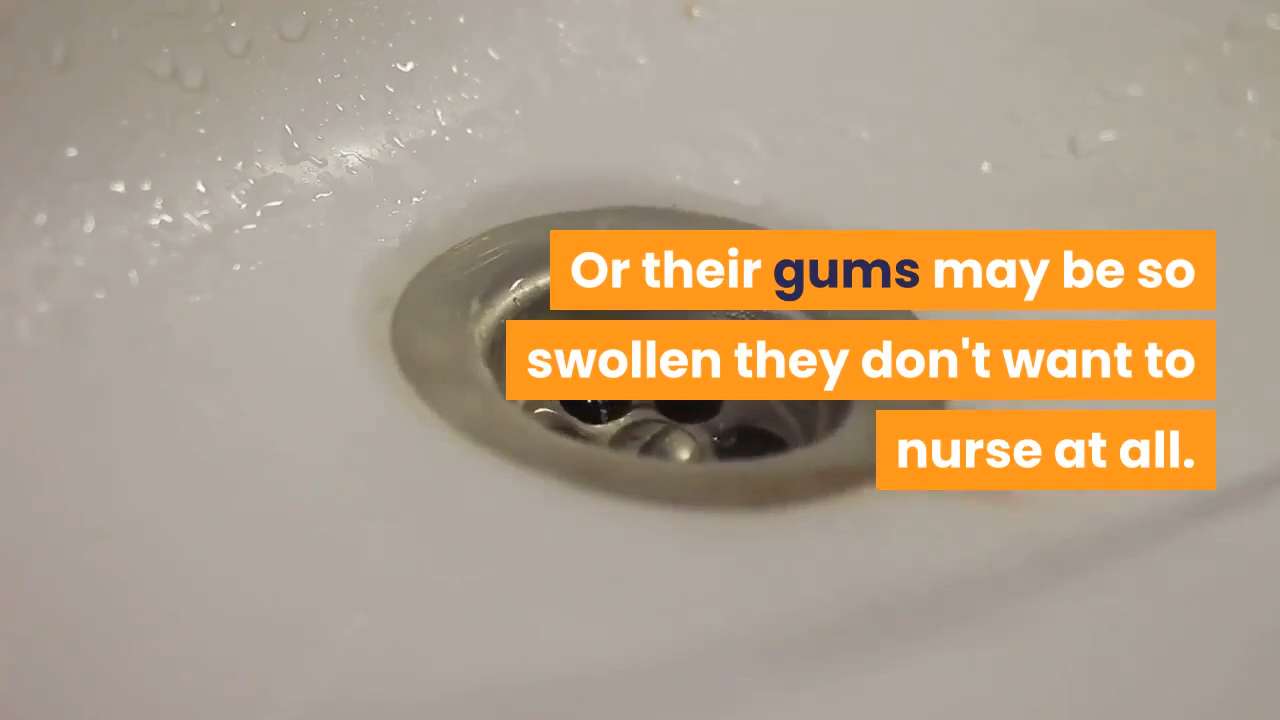 Or their gums may be so
swollen they don't want to
nurse at all.